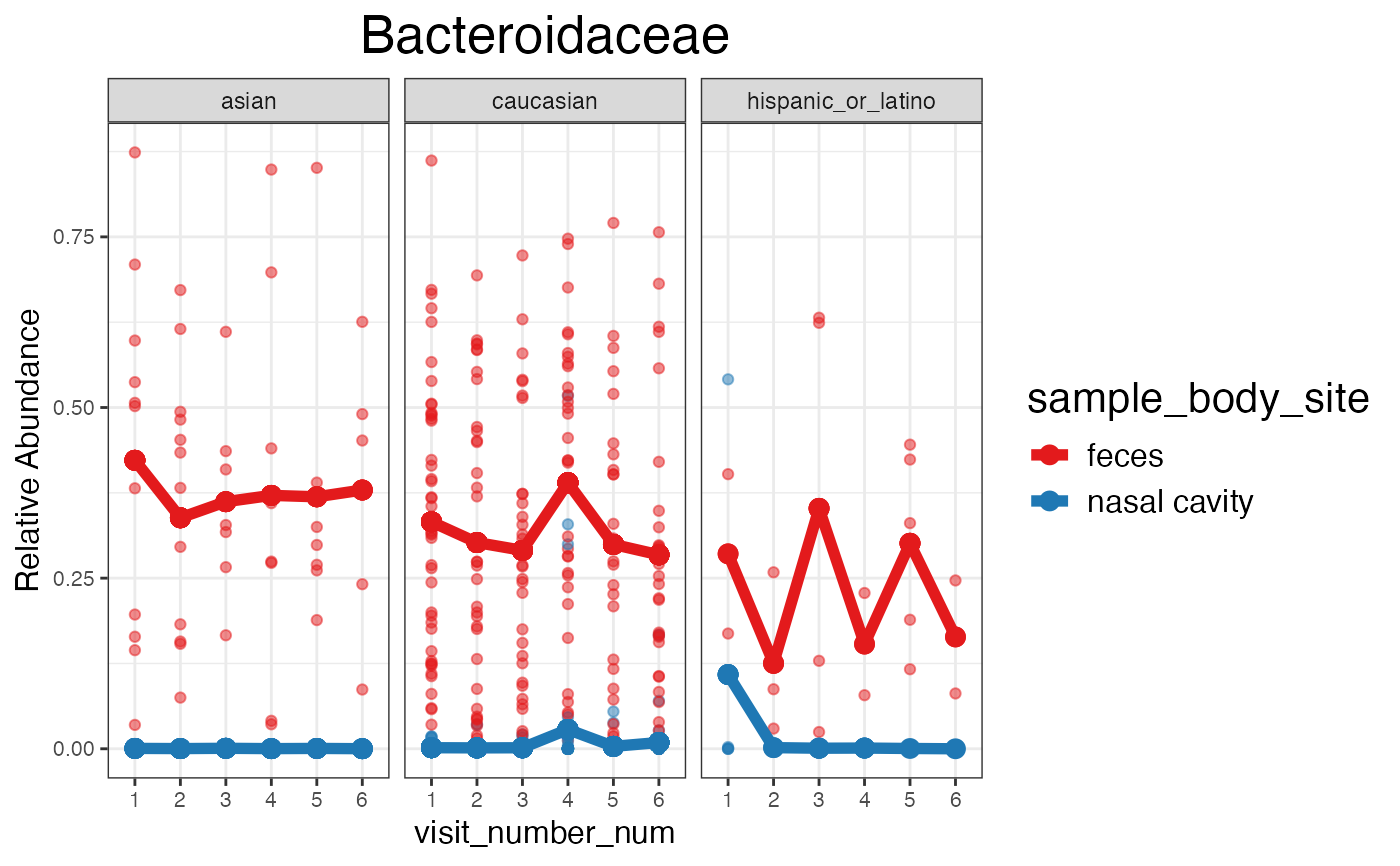 Bacteroidaceae
asian caucasian hispanic_or_latino
Relative Abundance
0.75
0.50
0.25
0.00
1 2 3 4 5 6 1 2 3 4 5 6 1 2 3 4 5 6
visit_number_num
sample_body_site
feces
nasal cavity